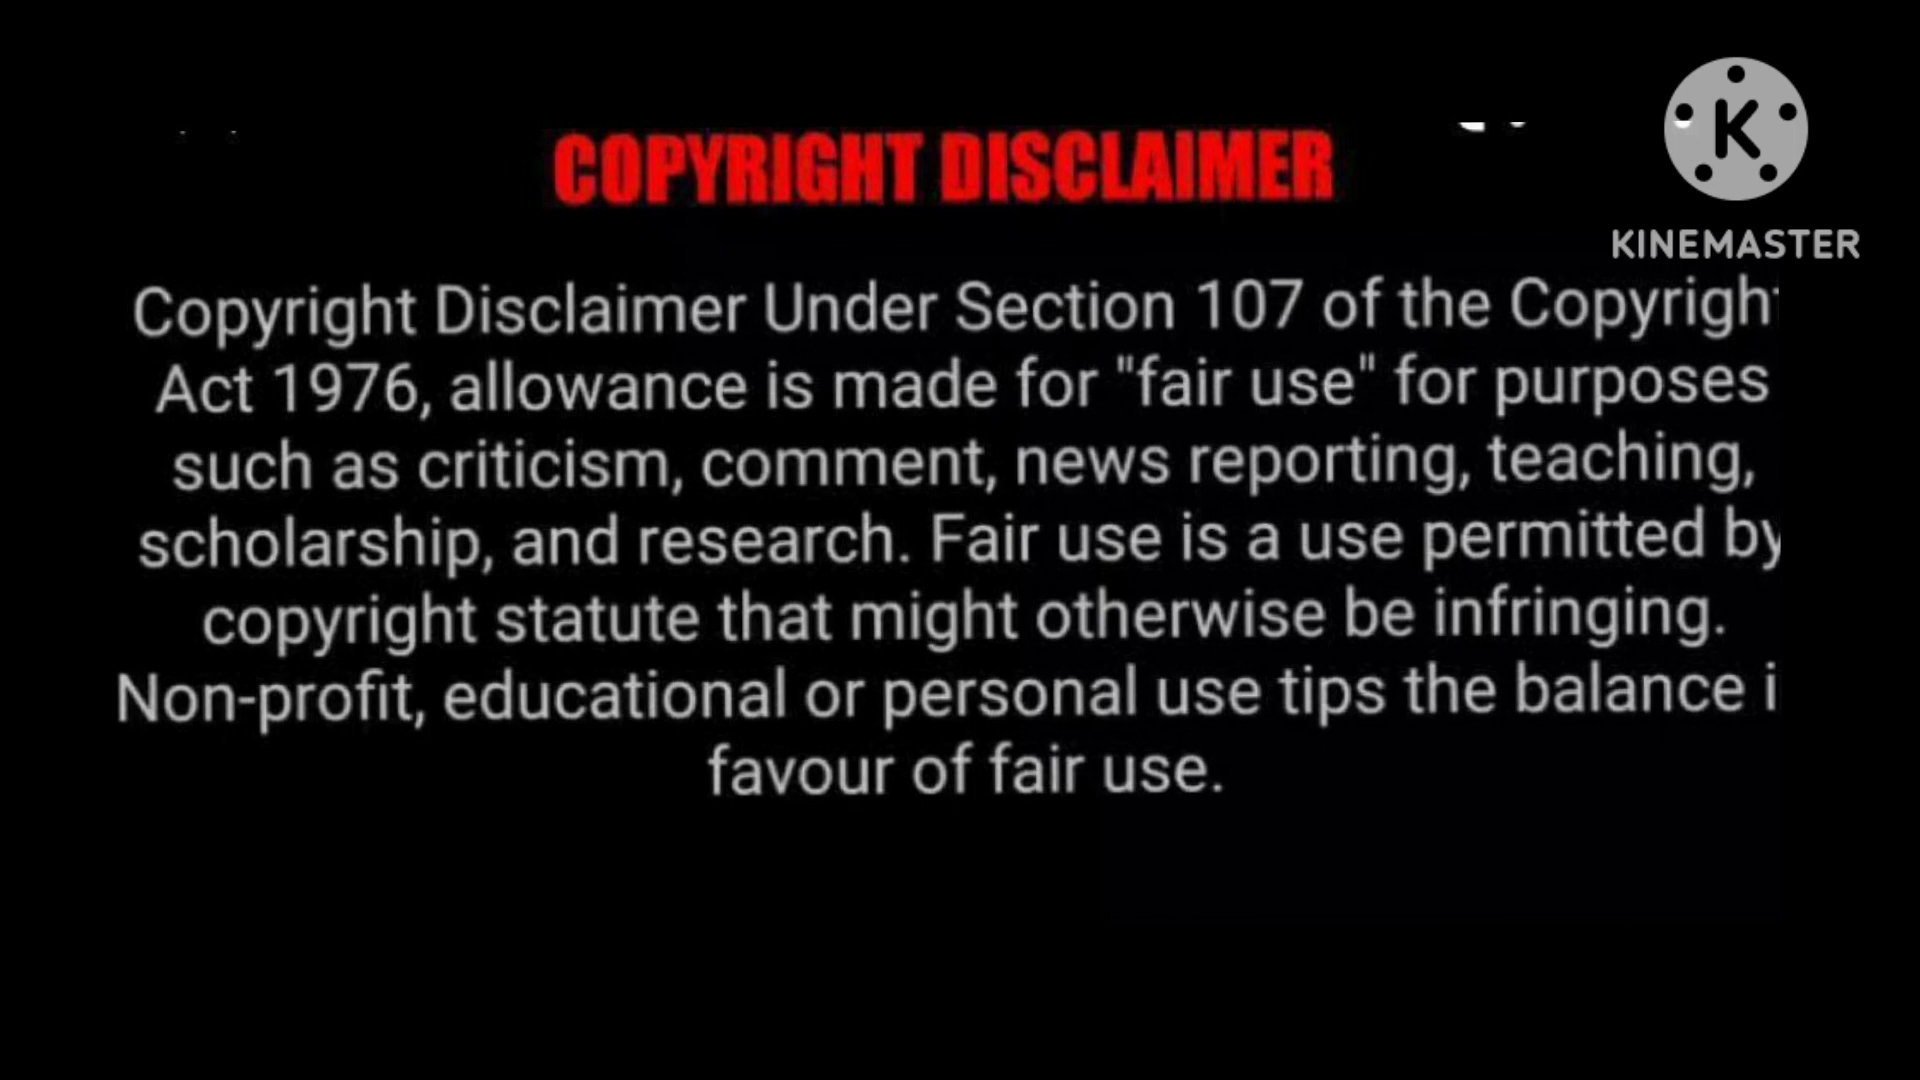 COPYRIGHT DISCLAIMER
K
KINEMASTER
Copyright Disclaimer Under Section 107 of the Copyright
Act 1976, allowance is made for "fair use" for purposes
such as criticism, comment, news reporting, teaching,
scholarship, and research. Fair use is a use permitted by
copyright statute that might otherwise be infringing.
Non-profit, educational or personal use tips the balance i
favour of fair use.